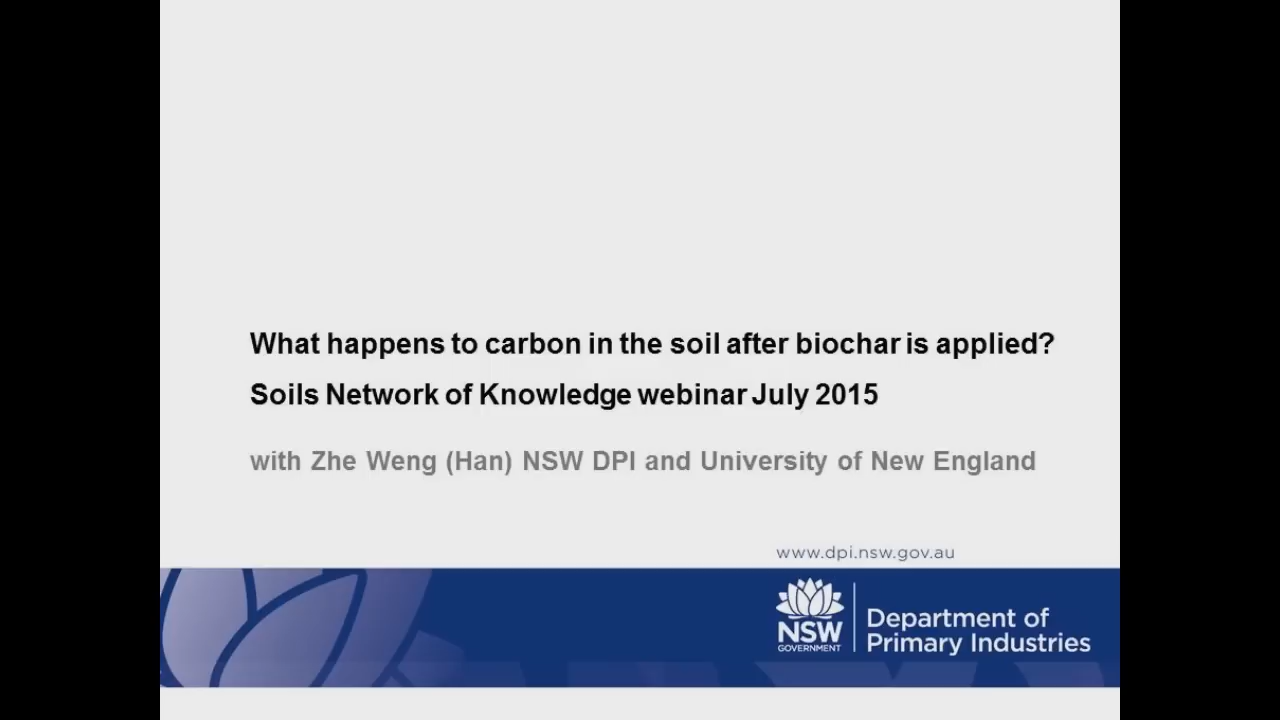 What happens to carbon in the soil after biochar is applied?
Soils Network of Knowledge webinar July 2015
with Zhe Weng (Han) NSW DPI and University of New England
www.dpi.nsw.gov.au
NSW
GOVERNMENT
Department of
Primary Industries